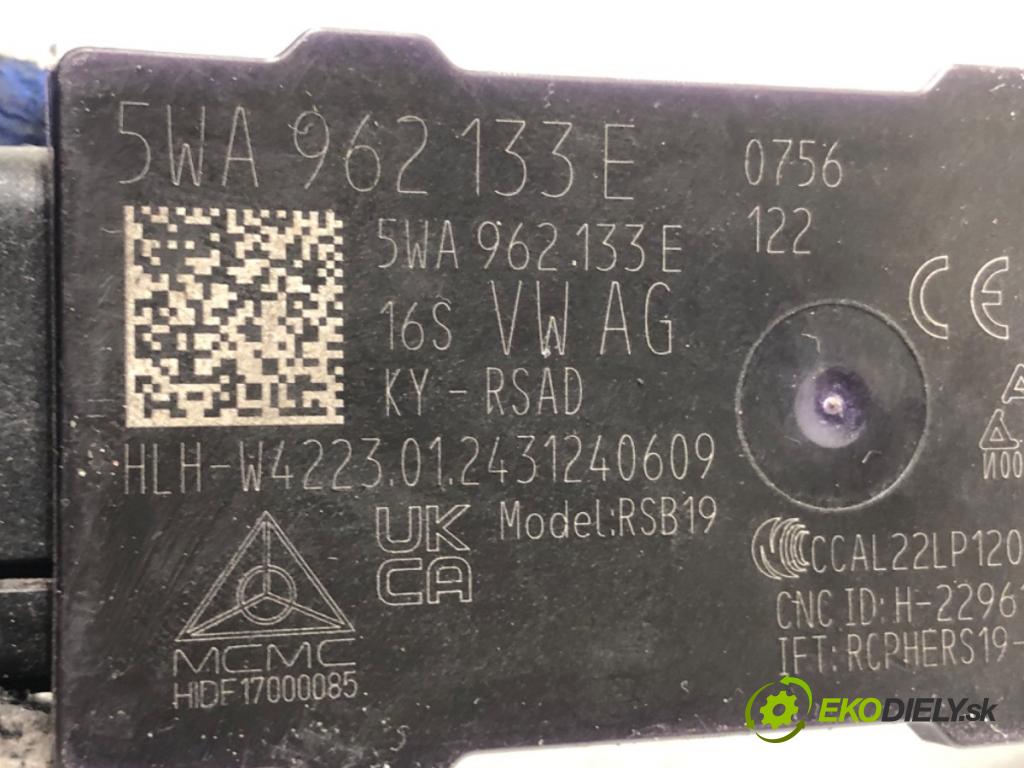 5WA 962 133 E
0756
122
5WA 962.133 E
16S VW AG
KY - RSAD
HLH-W4223.01.2431240609
CE
UK
CA
Model:RSB19
CCAL22LP120
CNC ID: H-2296
IFT: RCPHERS19-
MCMC
HIDF17000085
EKODIELY.sk